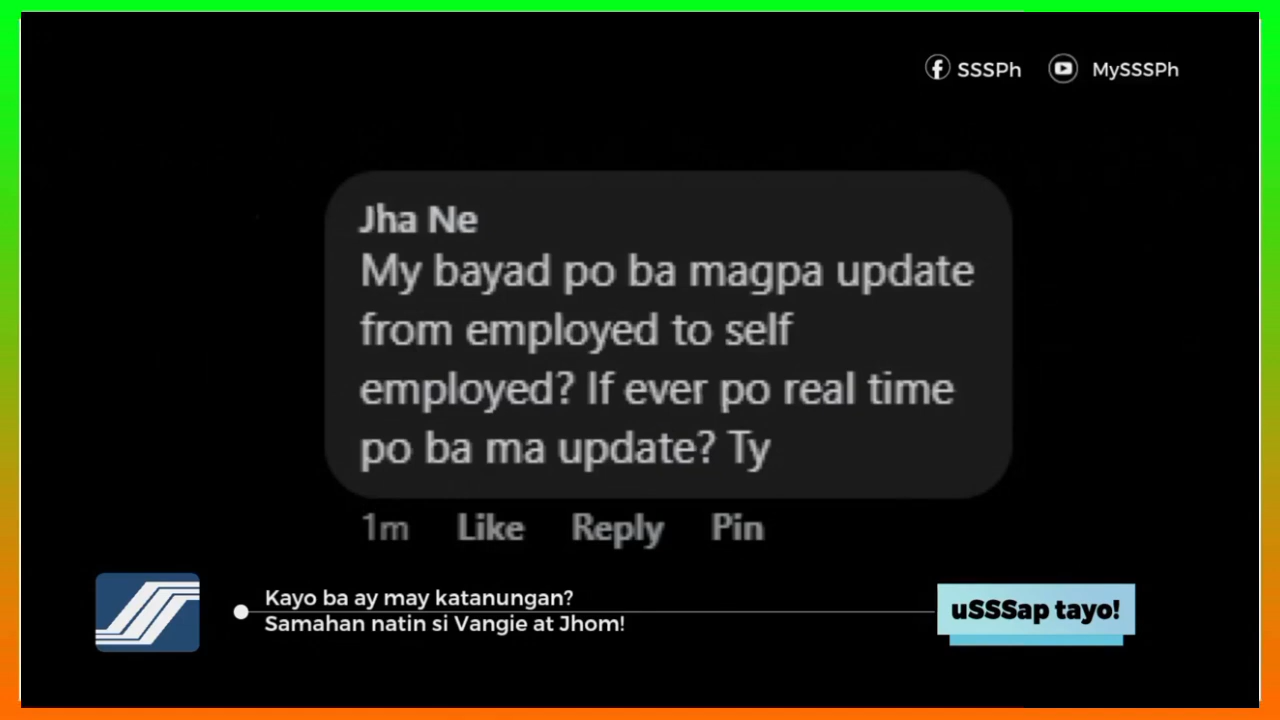 SSSPh MySSSPh
Jha Ne
My bayad po ba magpa update
from employed to self
employed? If ever po real time
po ba ma update? Ty
1m Like Reply Pin
Kayo ba ay may katanungan?
Samahan natin si Vangie at Jhom!
uSSSap tayo!